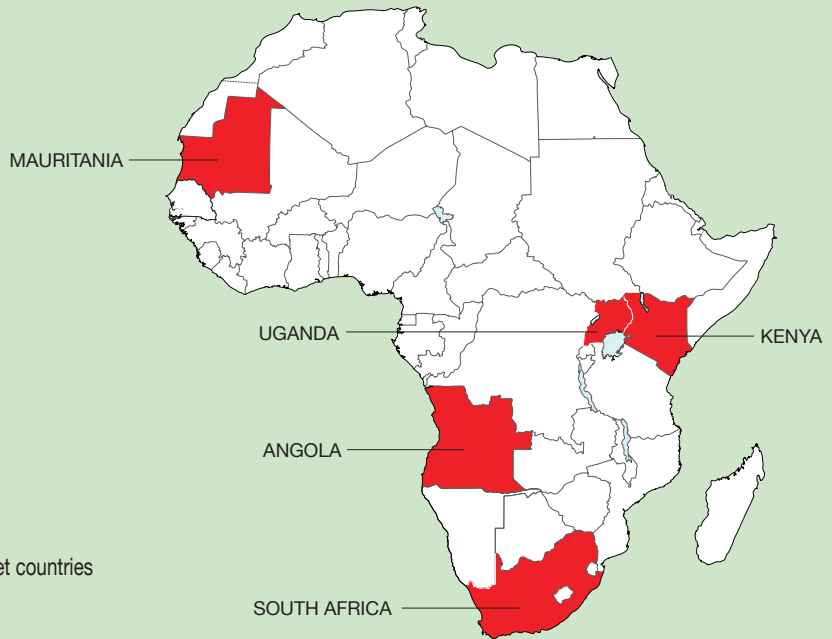 MAURITANIA
UGANDA
KENYA
ANGOLA
et countries
SOUTH AFRICA